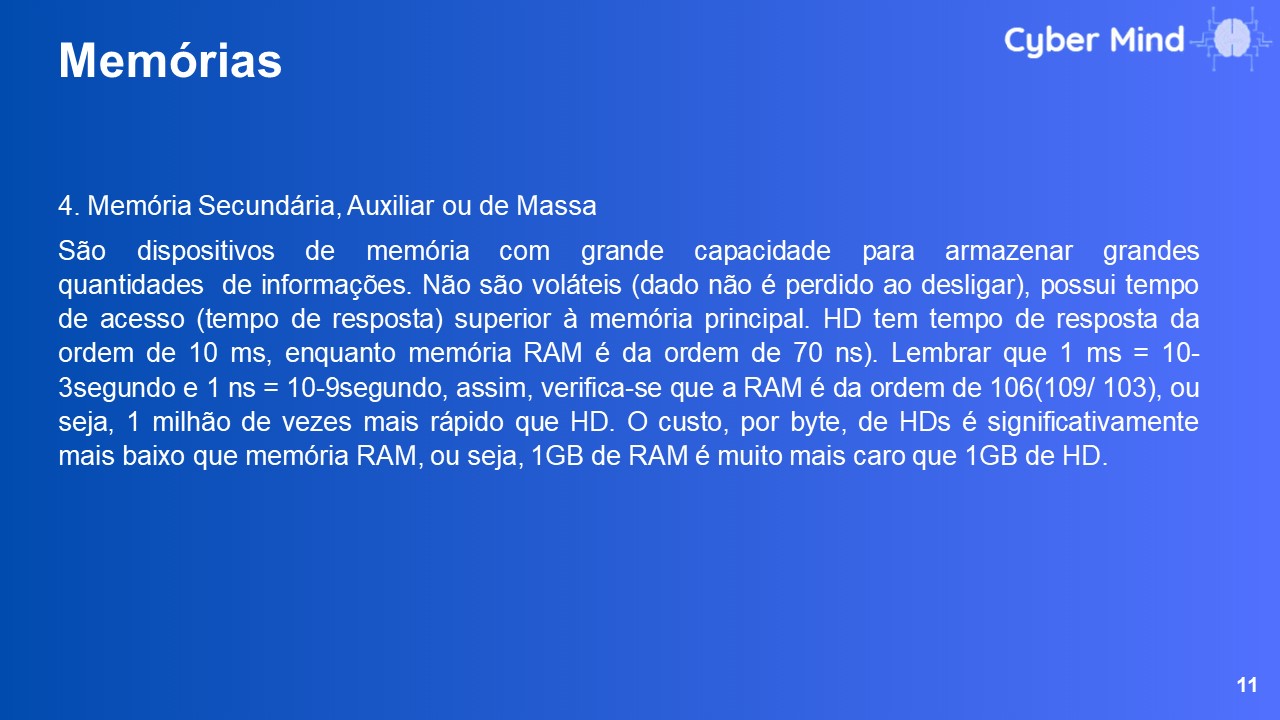 Memórias
Cyber Mind
4. Memória Secundária, Auxiliar ou de Massa
São dispositivos de memória com grande capacidade para armazenar grandes
quantidades  de informações. Não são voláteis (dado não é perdido ao desligar), possui tempo
de acesso (tempo de resposta) superior à memória principal. HD tem tempo de resposta da
ordem de 10 ms, enquanto memória RAM é da ordem de 70 ns). Lembrar que 1 ms = 10-
3segundo e 1 ns = 10-9segundo, assim, verifica-se que a RAM é da ordem de 106(109/ 103), ou
seja, 1 milhão de vezes mais rápido que HD. O custo, por byte, de HDs é significativamente
mais baixo que memória RAM, ou seja, 1GB de RAM é muito mais caro que 1GB de HD.
11